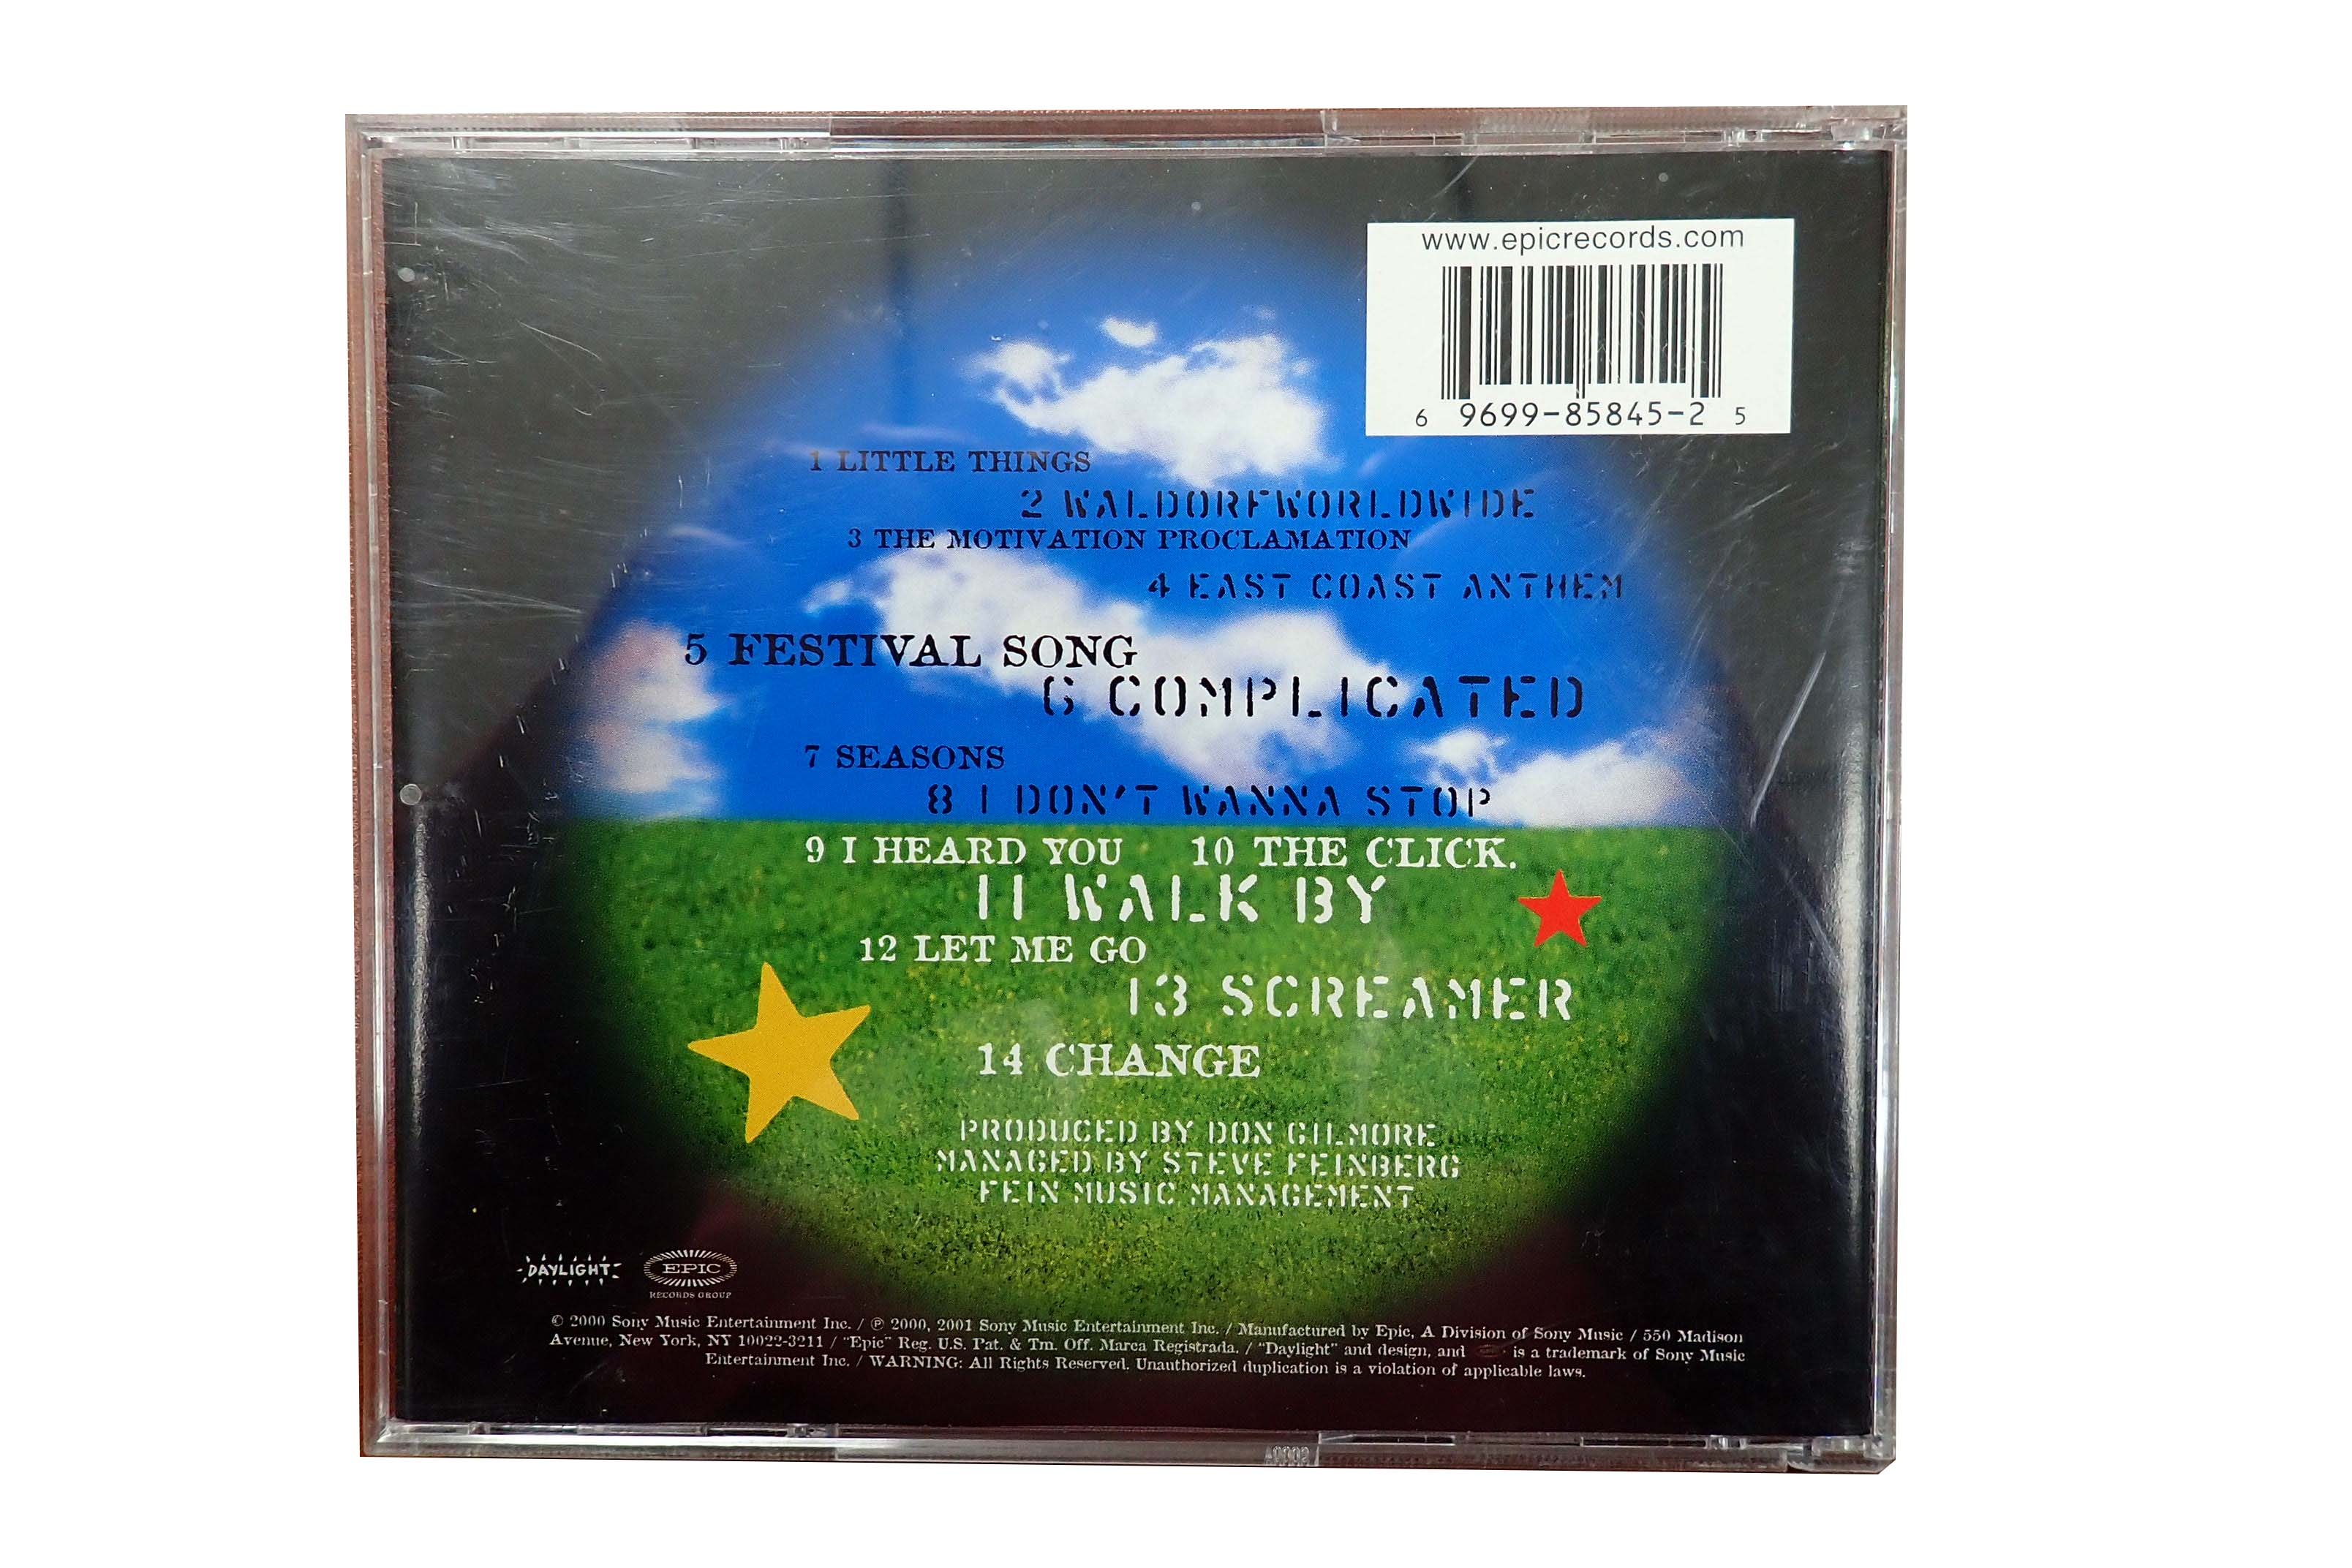 www.epicrecords.com
6 9699-85845-2 5
1 LITTLE THINGS
2 WALDORFWORLDWIDE
3 THE MOTIVATION PROCLAMATION
4 EAST COAST ANTHEM
5 FESTIVAL SONG
6 COMPLICATED
7 SEASONS
8 I DON'T WANNA STOP
9 I HEARD YOU 10 THE CLICK.
11 WALK BY
12 LET ME GO
13 SCREAMER
14 CHANGE
PRODUCED BY DON GILMORE
MANAGED BY STEVE FEINBERG
FEIN MUSIC MANAGEMENT
DAYLIGHT EPIC
RECORDS GROUP
© 2000 Sony Music Entertainment Inc. / ℗ 2000, 2001 Sony Music Entertainment Inc. / Manufactured by Epic, A Division of Sony Music / 550 Madison
Avenue, New York, NY 10022-3211 / "Epic" Reg. U.S. Pat. & Tm. Off. Marca Registrada. / "Daylight" and design, and is a trademark of Sony Music
Entertainment Inc. / WARNING: All Rights Reserved. Unauthorized duplication is a violation of applicable laws.